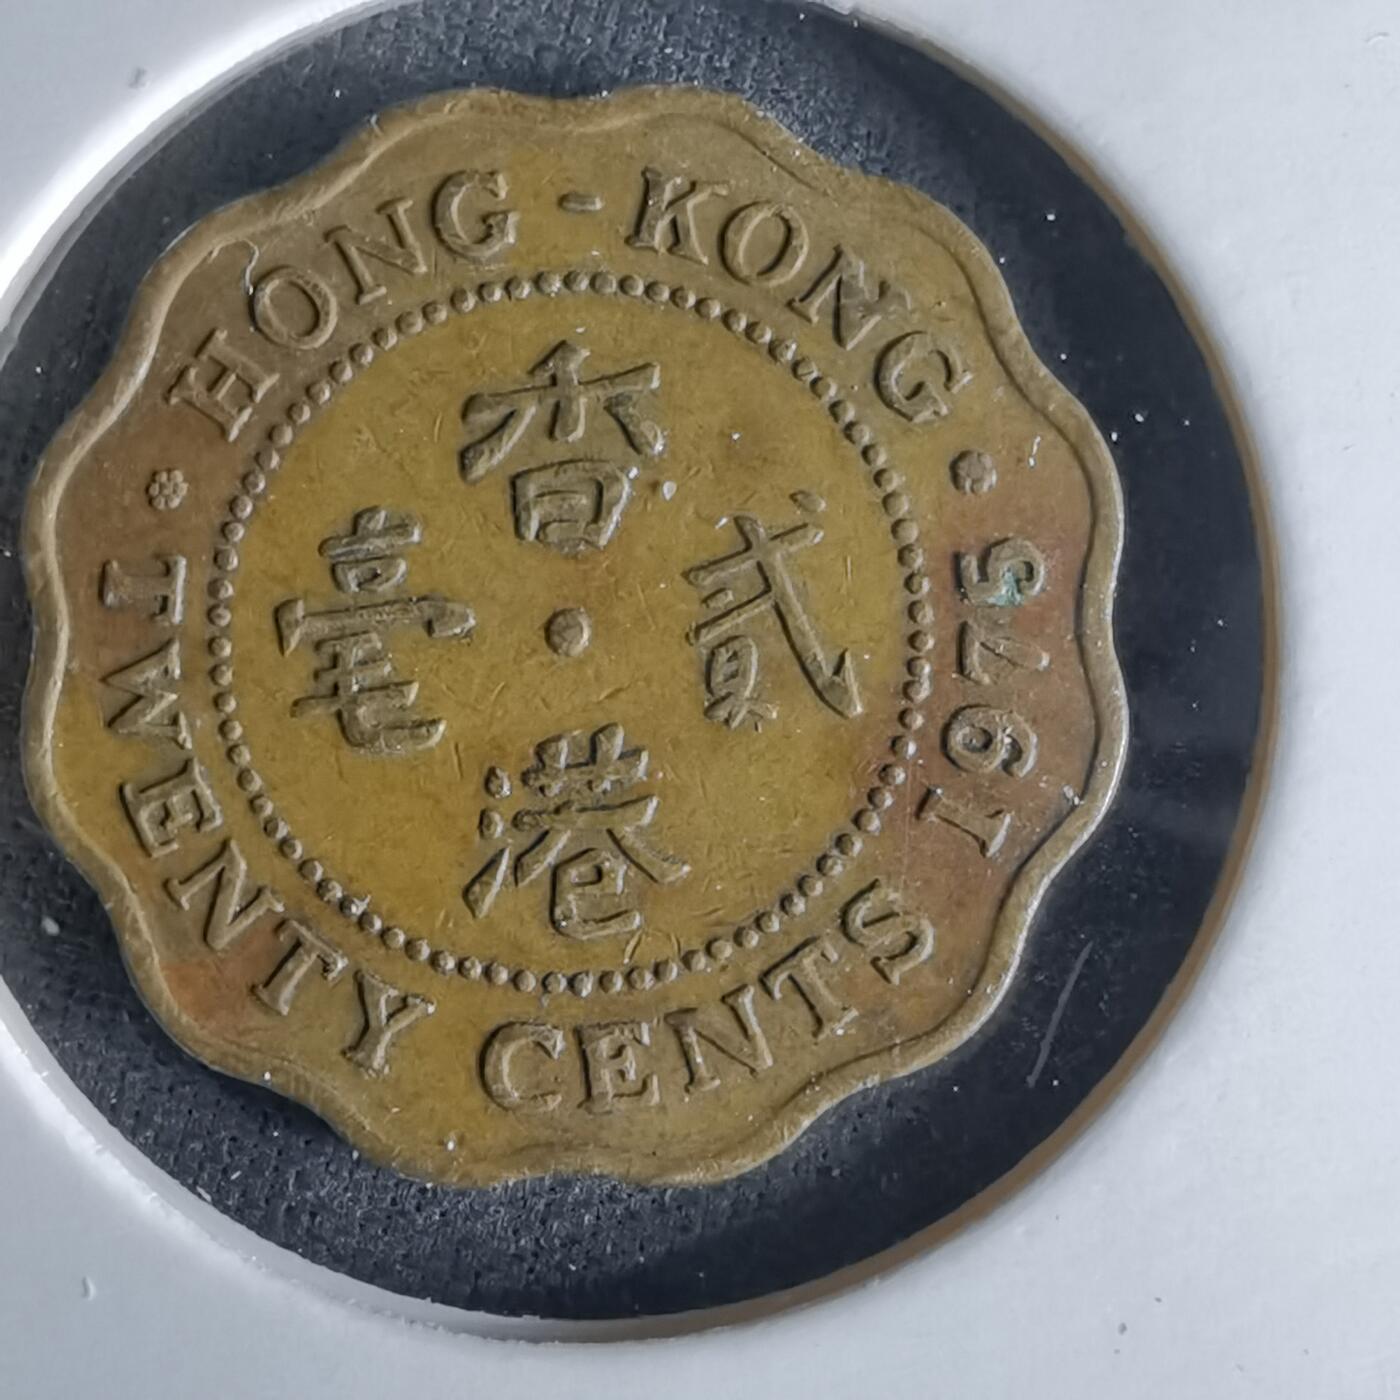 HONG - KONG
1975
TWENTY CENTS
香
港
貳
毫